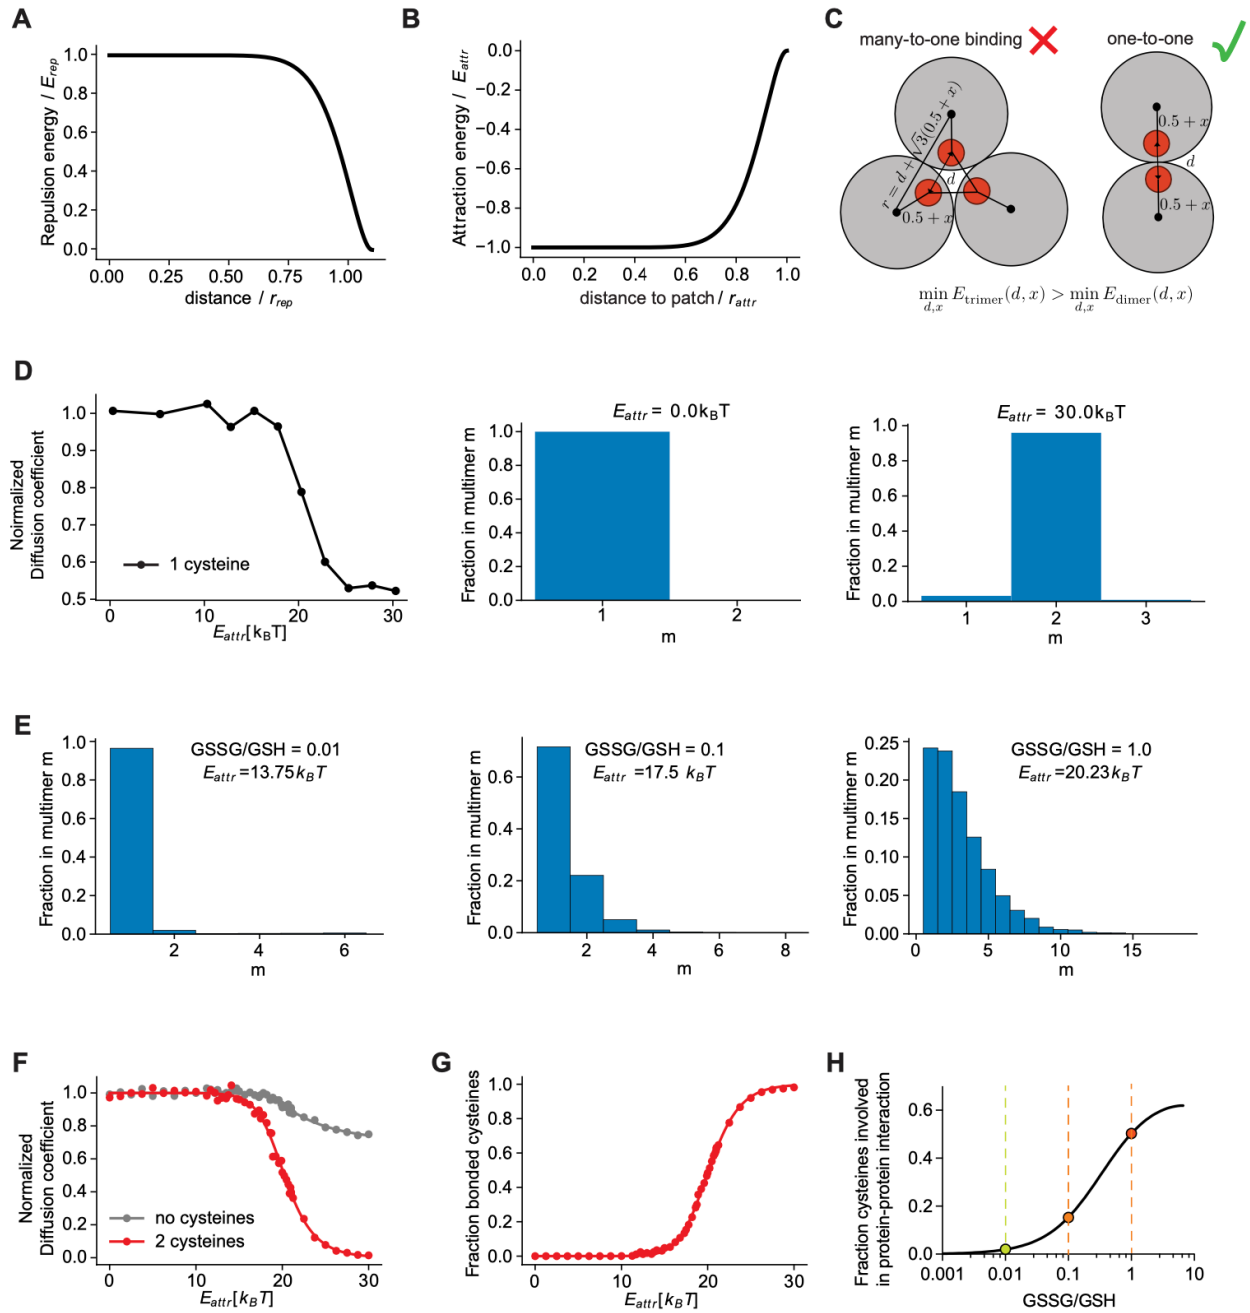 A
Repulsion energy / E_rep
1.0
0.8
0.6
0.4
0.2
0.0
0.00 0.25 0.50 0.75 1.00
distance / r_rep
B
Attraction energy / E_attr
0.0
−0.2
−0.4
−0.6
−0.8
−1.0
0.0 0.2 0.4 0.6 0.8 1.0
distance to patch / r_attr
C
many-to-one binding
one-to-one
r = d + √3(0.5 + x)
d
0.5 + x
0.5 + x
d
0.5 + x
min_{d,x} E_trimer(d, x) > min_{d,x} E_dimer(d, x)
D
Noirmalized
Diffusion coefficient
1.0
0.9
0.8
0.7
0.6
0.5
1 cysteine
0 10 20 30
E_attr[k_BT]
E_attr = 0.0k_BT
Fraction in multimer m
1.0
0.8
0.6
0.4
0.2
0.0
1 2
m
E_attr = 30.0k_BT
Fraction in multimer m
1.0
0.8
0.6
0.4
0.2
0.0
1 2 3
m
E
Fraction in multimer m
1.0
0.8
0.6
0.4
0.2
0.0
GSSG/GSH = 0.01
E_attr =13.75k_BT
2 4 6
m
Fraction in multimer m
0.6
0.4
0.2
0.0
GSSG/GSH = 0.1
E_attr =17.5 k_BT
2 4 6 8
m
Fraction in multimer m
0.25
0.20
0.15
0.10
0.05
0.00
GSSG/GSH = 1.0
E_attr =20.23k_BT
0 5 10 15
m
F
Normalized
Diffusion coefficient
1.0
0.8
0.6
0.4
0.2
0.0
no cysteines
2 cysteines
0 10 20 30
E_attr[k_BT]
G
Fraction bonded cysteines
1.0
0.8
0.6
0.4
0.2
0.0
0 10 20 30
E_attr[k_BT]
H
Fraction cysteines involved
in protein-protein interaction
0.6
0.4
0.2
0.0
0.001 0.01 0.1 1 10
GSSG/GSH